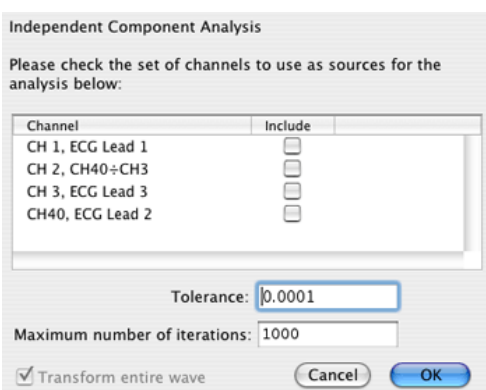 Independent Component Analysis
Please check the set of channels to use as sources for the
analysis below:
Channel Include
CH 1, ECG Lead 1
CH 2, CH40÷CH3
CH 3, ECG Lead 3
CH40, ECG Lead 2
Tolerance: 0.0001
Maximum number of iterations: 1000
Transform entire wave Cancel OK